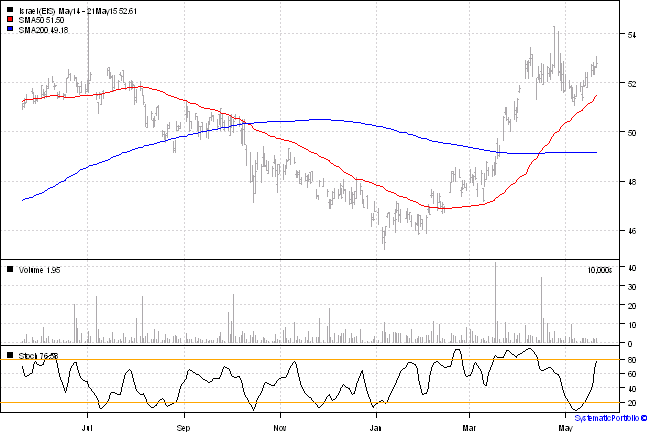 Israel (EIS) May14 - 21May15 52.61
SMA50 51.50
SMA200 49.18
54
52
50
48
46
Volume 1.95
10,000s
40
30
20
10
0
Stoch 76.58
80
60
40
20
Jul Sep Nov Jan Mar May
SystematicPortfolio ©